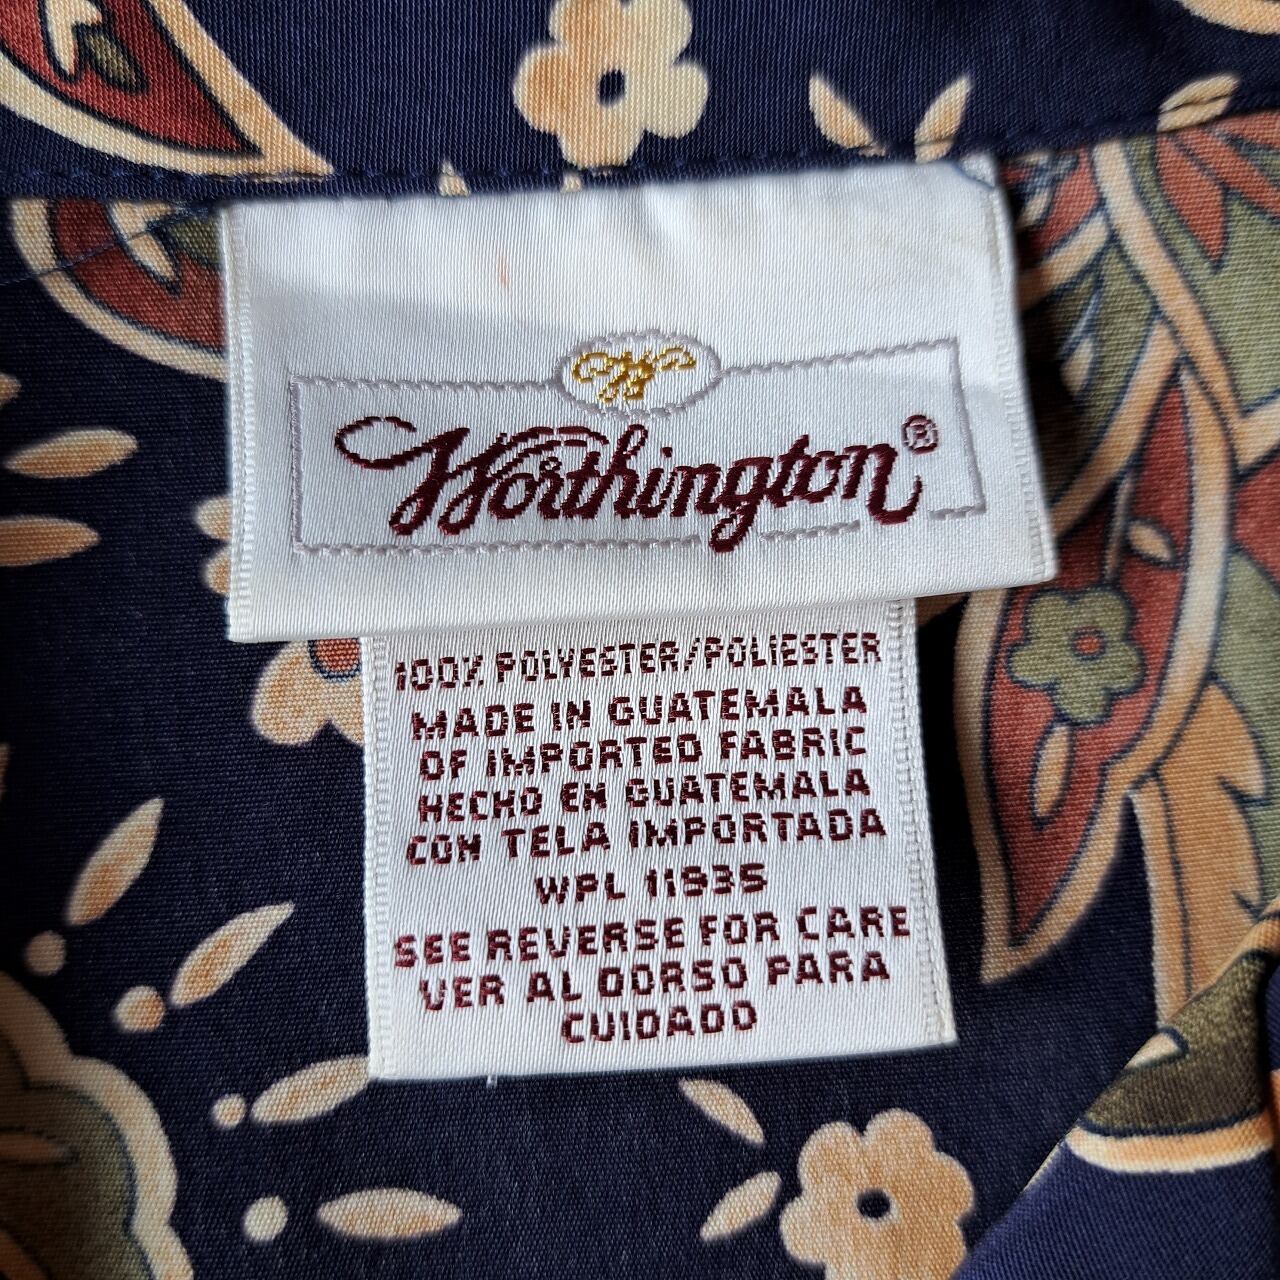 W
Worthington®
100% POLYESTER/POLIESTER
MADE IN GUATEMALA
OF IMPORTED FABRIC
HECHO EN GUATEMALA
CON TELA IMPORTADA
WPL 11935
SEE REVERSE FOR CARE
VER AL DORSO PARA
CUIDADO